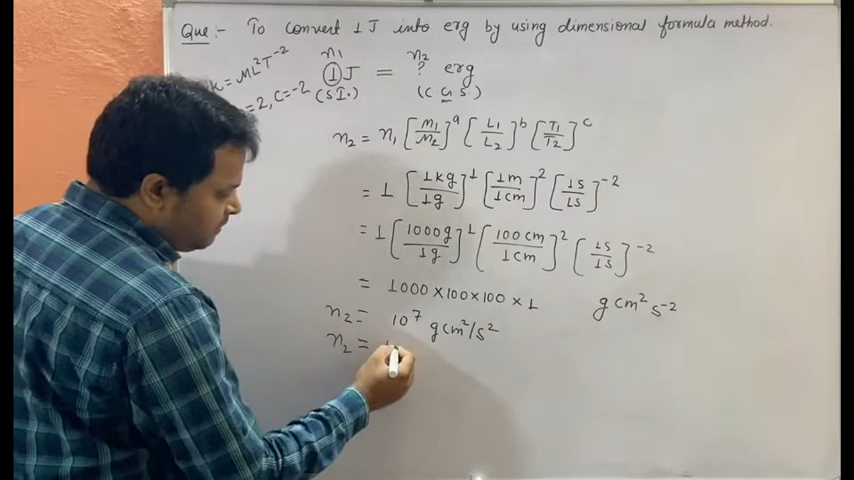 Que:- To convert 1 J into erg by using dimensional formula method.
n₁ n₂
K = ML²T⁻² 1 J = ? erg
= 2, C = -2 (S I.) (C G S)
n₂ = n₁ [M₁/M₂]ᵃ [L₁/L₂]ᵇ [T₁/T₂]ᶜ
= 1 [1kg/1g]¹ [1m/1cm]² [1s/1s]⁻²
= 1 [1000g/1g]¹ [100cm/1cm]² [1s/1s]⁻²
= 1000 × 100 × 100 × 1 g cm² s⁻²
n₂ = 10⁷ g cm²/s²
n₂ =